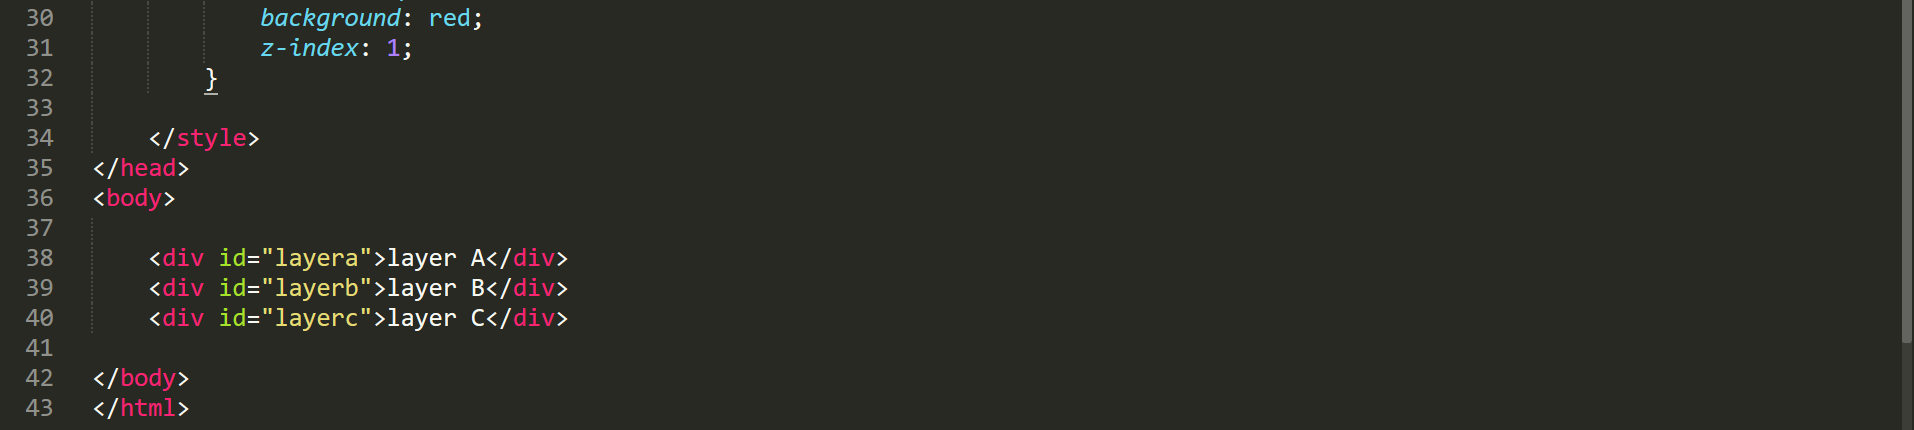 30 background: red;
31 z-index: 1;
32 }
33
34 </style>
35 </head>
36 <body>
37
38 <div id="layera">layer A</div>
39 <div id="layerb">layer B</div>
40 <div id="layerc">layer C</div>
41
42 </body>
43 </html>